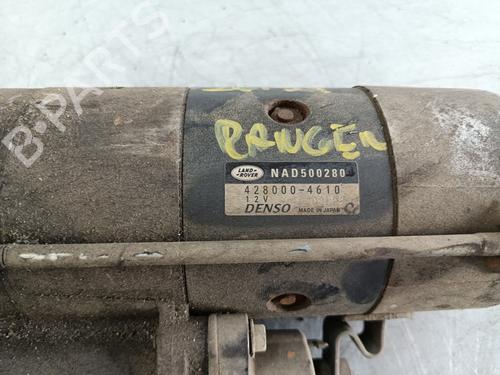 RANGER
LAND
ROVER
NAD500280
428000-4610
12V
DENSO MADE IN JAPAN
B-PARTS